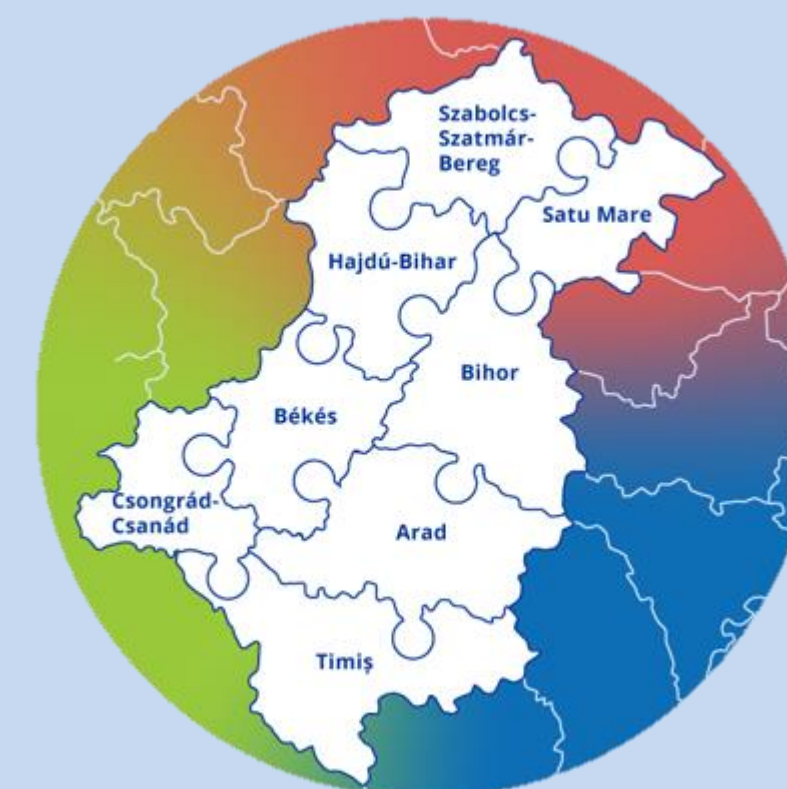 Szabolcs-
Szatmár-
Bereg
Satu Mare
Hajdú-Bihar
Bihor
Békés
Csongrád-
Csanád
Arad
Timiș